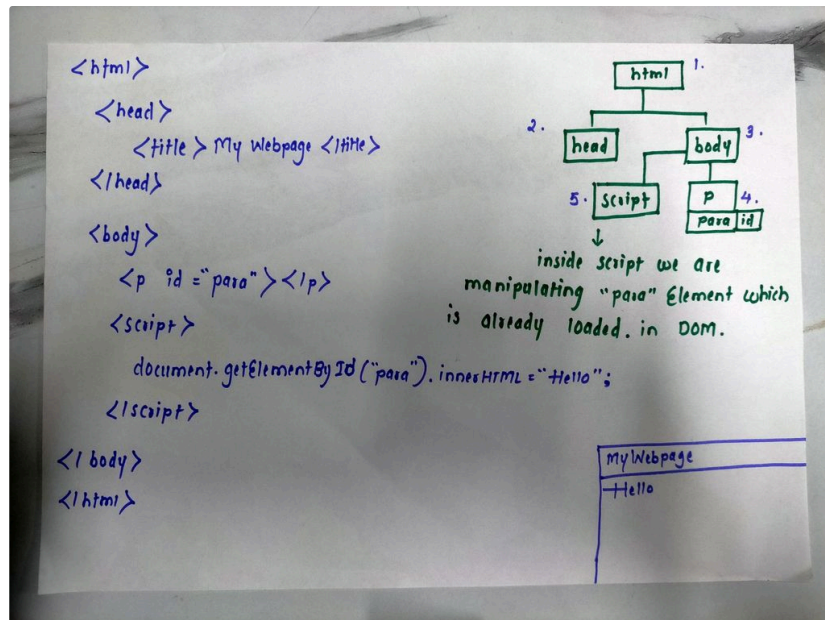 <html>
<head>
<title> My Webpage </title>
</head>
<body>
<p id="para"></p>
<script>
document.getElementById("para").innerHTML="Hello";
</script>
</body>
</html>
html 1.
2. head
body 3.
5. script
p 4.
para id
↓
inside script we are
manipulating "para" Element which
is already loaded. in DOM.
My Webpage
Hello